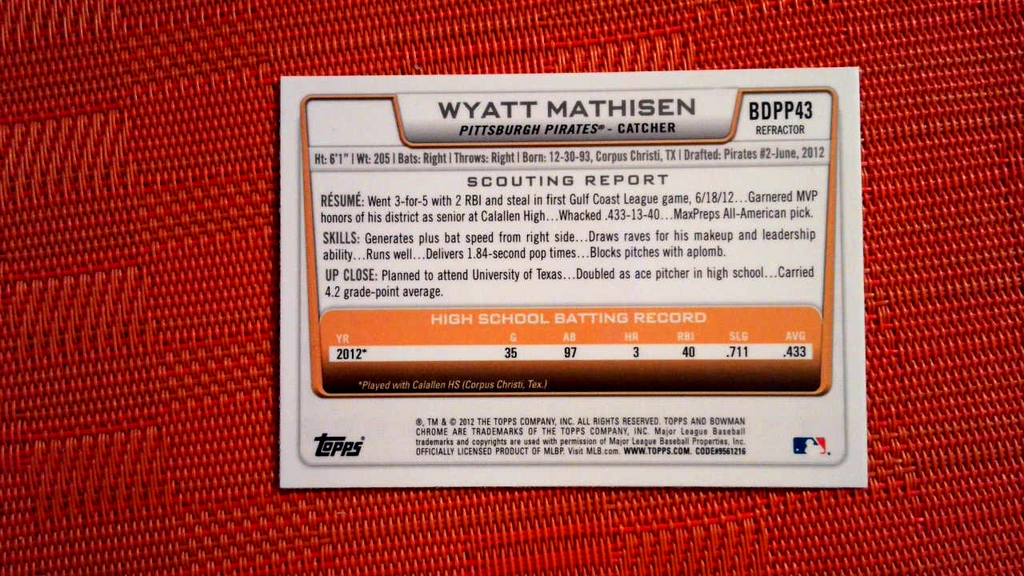 WYATT MATHISEN
PITTSBURGH PIRATES® - CATCHER
BDPP43
REFRACTOR
Ht: 6'1" | Wt: 205 | Bats: Right | Throws: Right | Born: 12-30-93, Corpus Christi, TX | Drafted: Pirates #2-June, 2012
SCOUTING REPORT
RÉSUMÉ: Went 3-for-5 with 2 RBI and steal in first Gulf Coast League game, 6/18/12...Garnered MVP
honors of his district as senior at Calallen High...Whacked .433-13-40...MaxPreps All-American pick.
SKILLS: Generates plus bat speed from right side...Draws raves for his makeup and leadership
ability...Runs well...Delivers 1.84-second pop times...Blocks pitches with aplomb.
UP CLOSE: Planned to attend University of Texas...Doubled as ace pitcher in high school...Carried
4.2 grade-point average.
HIGH SCHOOL BATTING RECORD
YR G AB HR RBI SLG AVG
2012* 35 97 3 40 .711 .433
*Played with Calallen HS (Corpus Christi, Tex.)
®, TM & © 2012 THE TOPPS COMPANY, INC. ALL RIGHTS RESERVED. TOPPS AND BOWMAN
CHROME ARE TRADEMARKS OF THE TOPPS COMPANY, INC. Major League Baseball
trademarks and copyrights are used with permission of Major League Baseball Properties, Inc.
OFFICIALLY LICENSED PRODUCT OF MLBP. Visit MLB.com. WWW.TOPPS.COM. CODE#9561216
Topps®